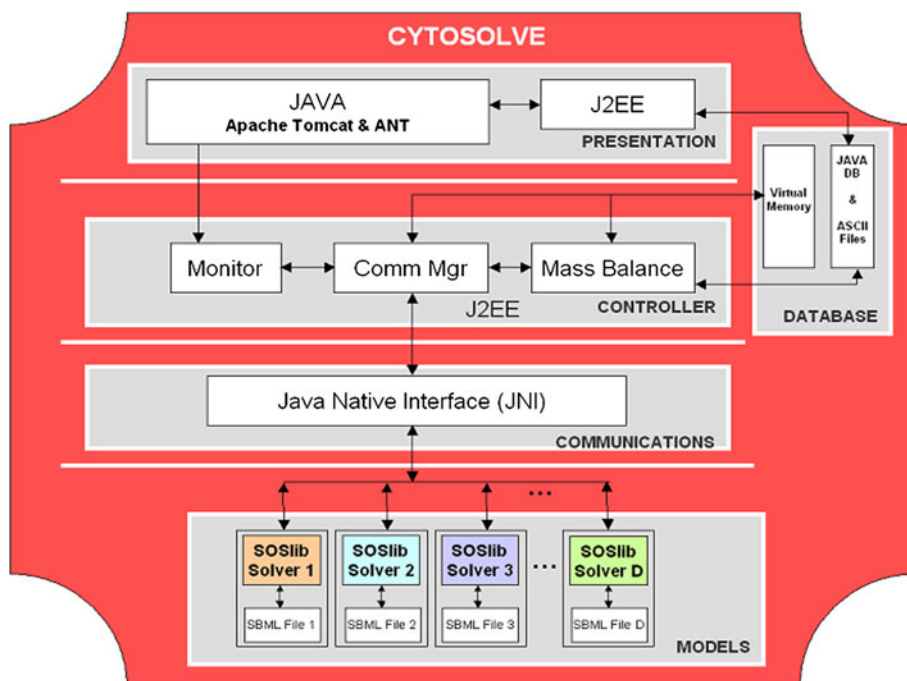 CYTOSOLVE
JAVA
Apache Tomcat & ANT
J2EE
PRESENTATION
Virtual
Memory
JAVA
DB
&
ASCII
Files
DATABASE
Monitor
Comm Mgr
Mass Balance
J2EE
CONTROLLER
Java Native Interface (JNI)
COMMUNICATIONS
...
SOSlib
Solver 1
SBML File 1
SOSlib
Solver 2
SBML File 2
SOSlib
Solver 3
SBML File 3
...
SOSlib
Solver D
SBML File D
MODELS